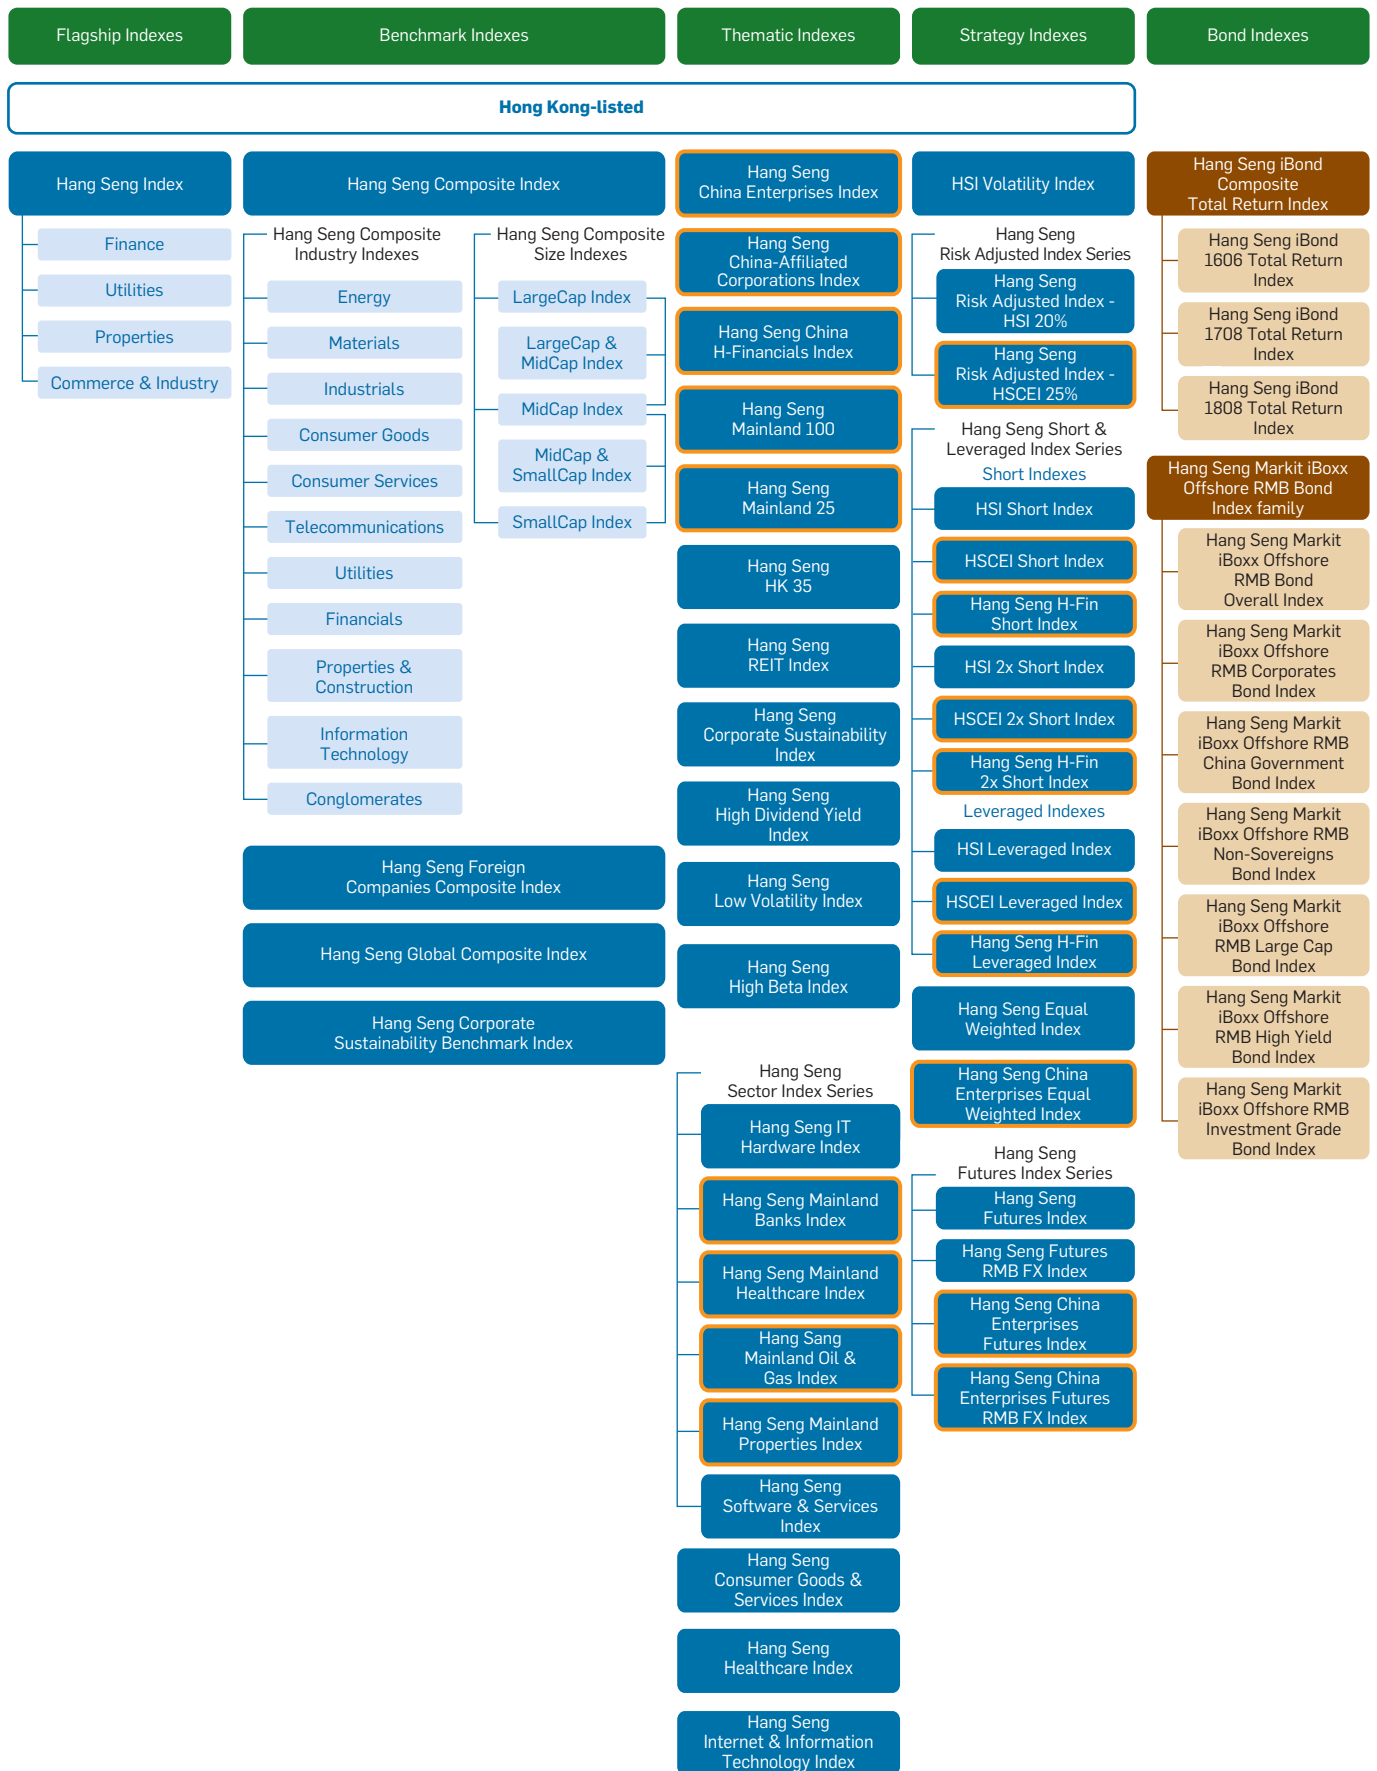 Flagship Indexes
Benchmark Indexes
Thematic Indexes
Strategy Indexes
Bond Indexes
Hong Kong-listed
Hang Seng Index
Finance
Utilities
Properties
Commerce & Industry
Hang Seng Composite Index
Hang Seng Composite
Industry Indexes
Energy
Materials
Industrials
Consumer Goods
Consumer Services
Telecommunications
Utilities
Financials
Properties &
Construction
Information
Technology
Conglomerates
Hang Seng Composite
Size Indexes
LargeCap Index
LargeCap &
MidCap Index
MidCap Index
MidCap &
SmallCap Index
SmallCap Index
Hang Seng Foreign
Companies Composite Index
Hang Seng Global Composite Index
Hang Seng Corporate
Sustainability Benchmark Index
Hang Seng
China Enterprises Index
Hang Seng
China-Affiliated
Corporations Index
Hang Seng China
H-Financials Index
Hang Seng
Mainland 100
Hang Seng
Mainland 25
Hang Seng
HK 35
Hang Seng
REIT Index
Hang Seng
Corporate Sustainability
Index
Hang Seng
High Dividend Yield
Index
Hang Seng
Low Volatility Index
Hang Seng
High Beta Index
Hang Seng
Sector Index Series
Hang Seng IT
Hardware Index
Hang Seng Mainland
Banks Index
Hang Seng Mainland
Healthcare Index
Hang Sang
Mainland Oil &
Gas Index
Hang Seng Mainland
Properties Index
Hang Seng
Software & Services
Index
Hang Seng
Consumer Goods &
Services Index
Hang Seng
Healthcare Index
Hang Seng
Internet & Information
Technology Index
HSI Volatility Index
Hang Seng
Risk Adjusted Index Series
Hang Seng
Risk Adjusted Index -
HSI 20%
Hang Seng
Risk Adjusted Index -
HSCEI 25%
Hang Seng Short &
Leveraged Index Series
Short Indexes
HSI Short Index
HSCEI Short Index
Hang Seng H-Fin
Short Index
HSI 2x Short Index
HSCEI 2x Short Index
Hang Seng H-Fin
2x Short Index
Leveraged Indexes
HSI Leveraged Index
HSCEI Leveraged Index
Hang Seng H-Fin
Leveraged Index
Hang Seng Equal
Weighted Index
Hang Seng China
Enterprises Equal
Weighted Index
Hang Seng
Futures Index Series
Hang Seng
Futures Index
Hang Seng Futures
RMB FX Index
Hang Seng China
Enterprises
Futures Index
Hang Seng China
Enterprises Futures
RMB FX Index
Hang Seng iBond
Composite
Total Return Index
Hang Seng iBond
1606 Total Return
Index
Hang Seng iBond
1708 Total Return
Index
Hang Seng iBond
1808 Total Return
Index
Hang Seng Markit iBoxx
Offshore RMB Bond
Index family
Hang Seng Markit
iBoxx Offshore
RMB Bond
Overall Index
Hang Seng Markit
iBoxx Offshore
RMB Corporates
Bond Index
Hang Seng Markit
iBoxx Offshore RMB
China Government
Bond Index
Hang Seng Markit
iBoxx Offshore RMB
Non-Sovereigns
Bond Index
Hang Seng Markit
iBoxx Offshore
RMB Large Cap
Bond Index
Hang Seng Markit
iBoxx Offshore
RMB High Yield
Bond Index
Hang Seng Markit
iBoxx Offshore RMB
Investment Grade
Bond Index